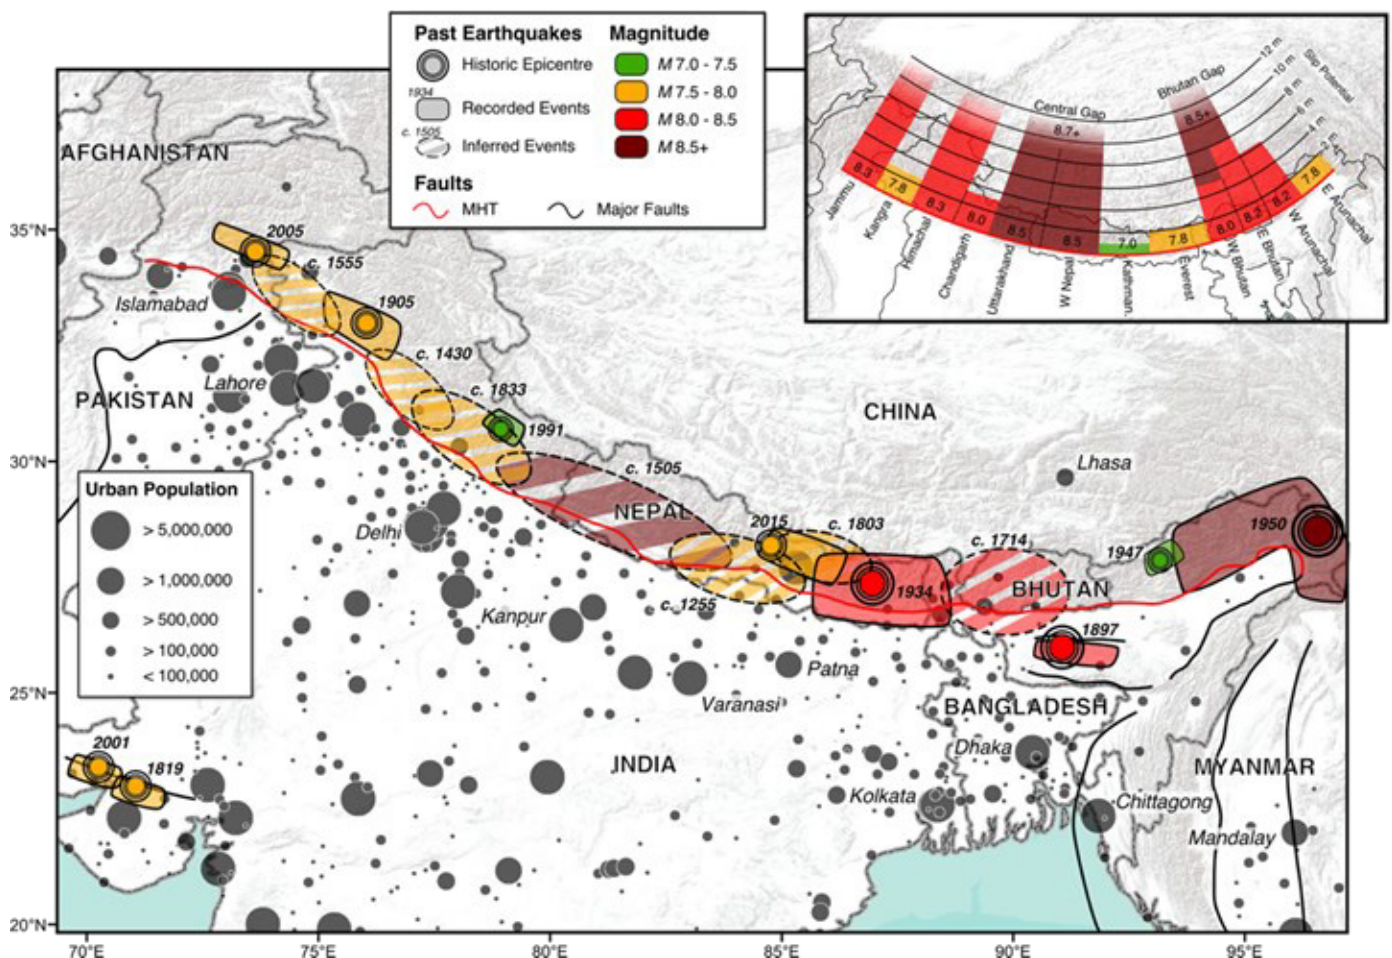 Past Earthquakes
Historic Epicentre
1934
Recorded Events
c. 1505
Inferred Events
Magnitude
M 7.0 - 7.5
M 7.5 - 8.0
M 8.0 - 8.5
M 8.5+
Faults
MHT
Major Faults
Central Gap
Bhutan Gap
Slip Potential
12 m
10 m
8 m
6 m
4 m
8.7+
8.5+
8.3
7.8
8.3
8.0
8.5
8.5
7.0
7.8
8.0
8.2
8.2
7.8
Jammu
Kangra
Himachal
Chandigarh
Uttarakhand
W Nepal
Kathman.
Everest
W Bhutan
E Bhutan
W Arunachal
E Arunachal
AFGHANISTAN
35°N
2005
c. 1555
Islamabad
1905
c. 1430
Lahore
c. 1833
PAKISTAN
CHINA
1991
30°N
c. 1505
Lhasa
Urban Population
> 5,000,000
> 1,000,000
> 500,000
> 100,000
< 100,000
NEPAL
Delhi
2015
c. 1803
c. 1714
1947
1950
BHUTAN
1934
c. 1255
Kanpur
1897
Patna
25°N
Varanasi
BANGLADESH
2001
1819
INDIA
Dhaka
MYANMAR
Kolkata
Chittagong
Mandalay
20°N
70°E
75°E
80°E
85°E
90°E
95°E